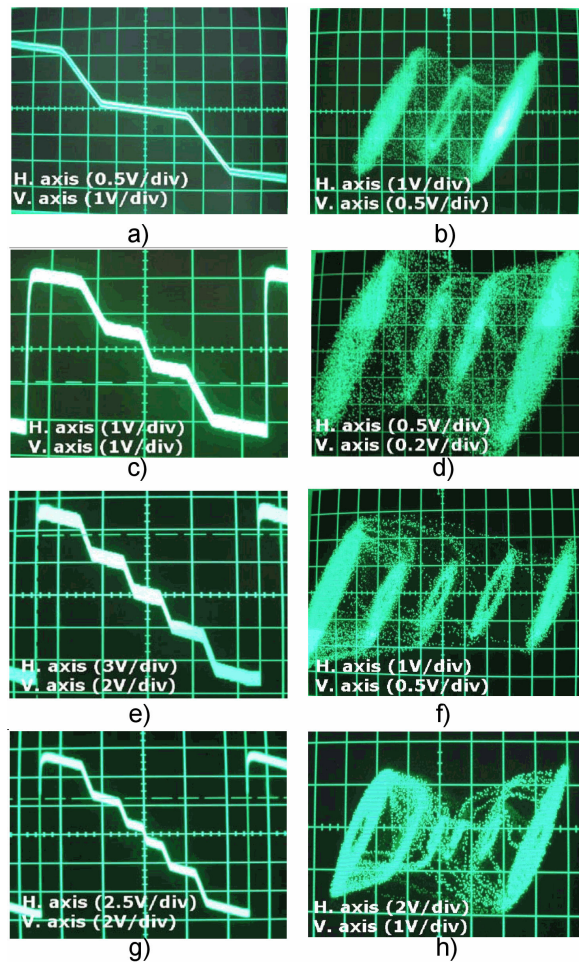 H. axis (0.5V/div)
V. axis (1V/div)
a)
H. axis (1V/div)
V. axis (0.5V/div)
b)
H. axis (1V/div)
V. axis (1V/div)
c)
H. axis (0.5V/div)
V. axis (0.2V/div)
d)
H. axis (3V/div)
V. axis (2V/div)
e)
H. axis (1V/div)
V. axis (0.5V/div)
f)
H. axis (2.5V/div)
V. axis (2V/div)
g)
H. axis (2V/div)
V. axis (1V/div)
h)